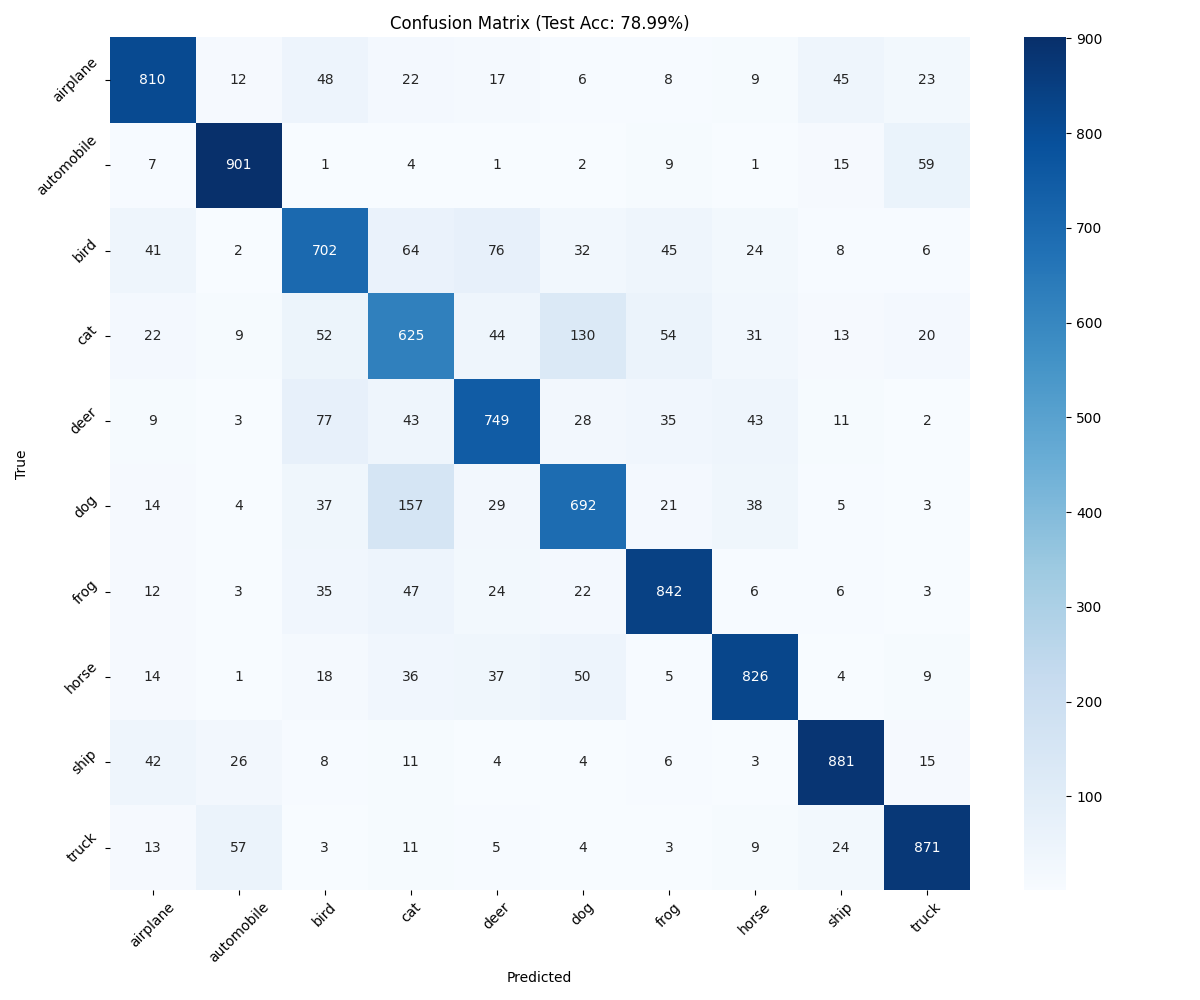 Confusion Matrix (Test Acc: 78.99%)
airplane 810 12 48 22 17 6 8 9 45 23
automobile 7 901 1 4 1 2 9 1 15 59
bird 41 2 702 64 76 32 45 24 8 6
cat 22 9 52 625 44 130 54 31 13 20
deer 9 3 77 43 749 28 35 43 11 2
dog 14 4 37 157 29 692 21 38 5 3
frog 12 3 35 47 24 22 842 6 6 3
horse 14 1 18 36 37 50 5 826 4 9
ship 42 26 8 11 4 4 6 3 881 15
truck 13 57 3 11 5 4 3 9 24 871
airplane automobile bird cat deer dog frog horse ship truck
Predicted
True
900
800
700
600
500
400
300
200
100